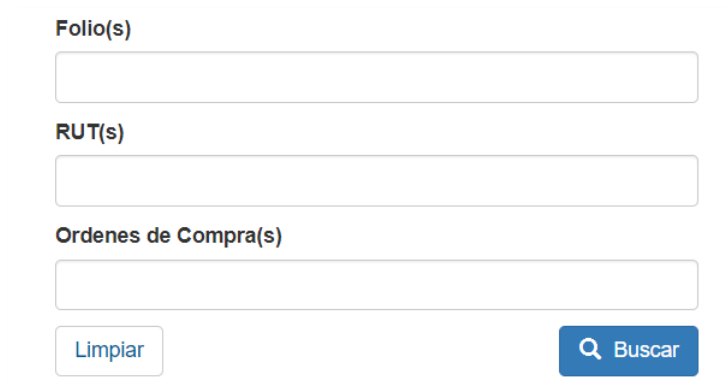 Folio(s)
RUT(s)
Ordenes de Compra(s)
Limpiar
Buscar